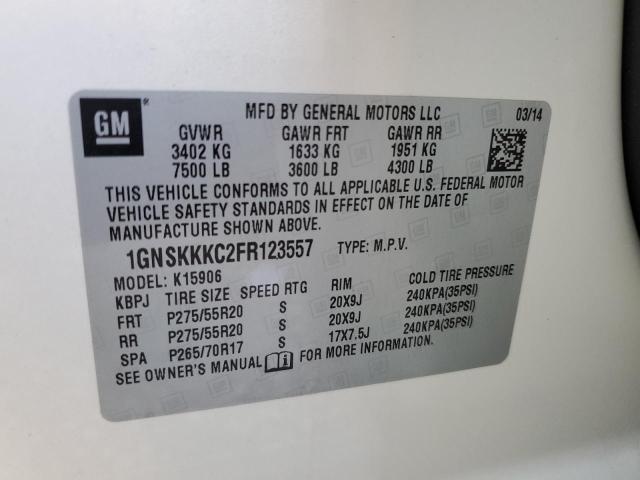 GM ®
MFD BY GENERAL MOTORS LLC 03/14
GVWR GAWR FRT GAWR RR
3402 KG 1633 KG 1951 KG
7500 LB 3600 LB 4300 LB
THIS VEHICLE CONFORMS TO ALL APPLICABLE U.S. FEDERAL MOTOR
VEHICLE SAFETY STANDARDS IN EFFECT ON THE DATE OF
MANUFACTURE SHOWN ABOVE.
1GNSKKKC2FR123557 TYPE: M.P.V.
MODEL: K15906
KBPJ TIRE SIZE SPEED RTG RIM COLD TIRE PRESSURE
FRT P275/55R20 S 20X9J 240KPA(35PSI)
RR P275/55R20 S 20X9J 240KPA(35PSI)
SPA P265/70R17 S 17X7.5J 240KPA(35PSI)
SEE OWNER'S MANUAL FOR MORE INFORMATION.